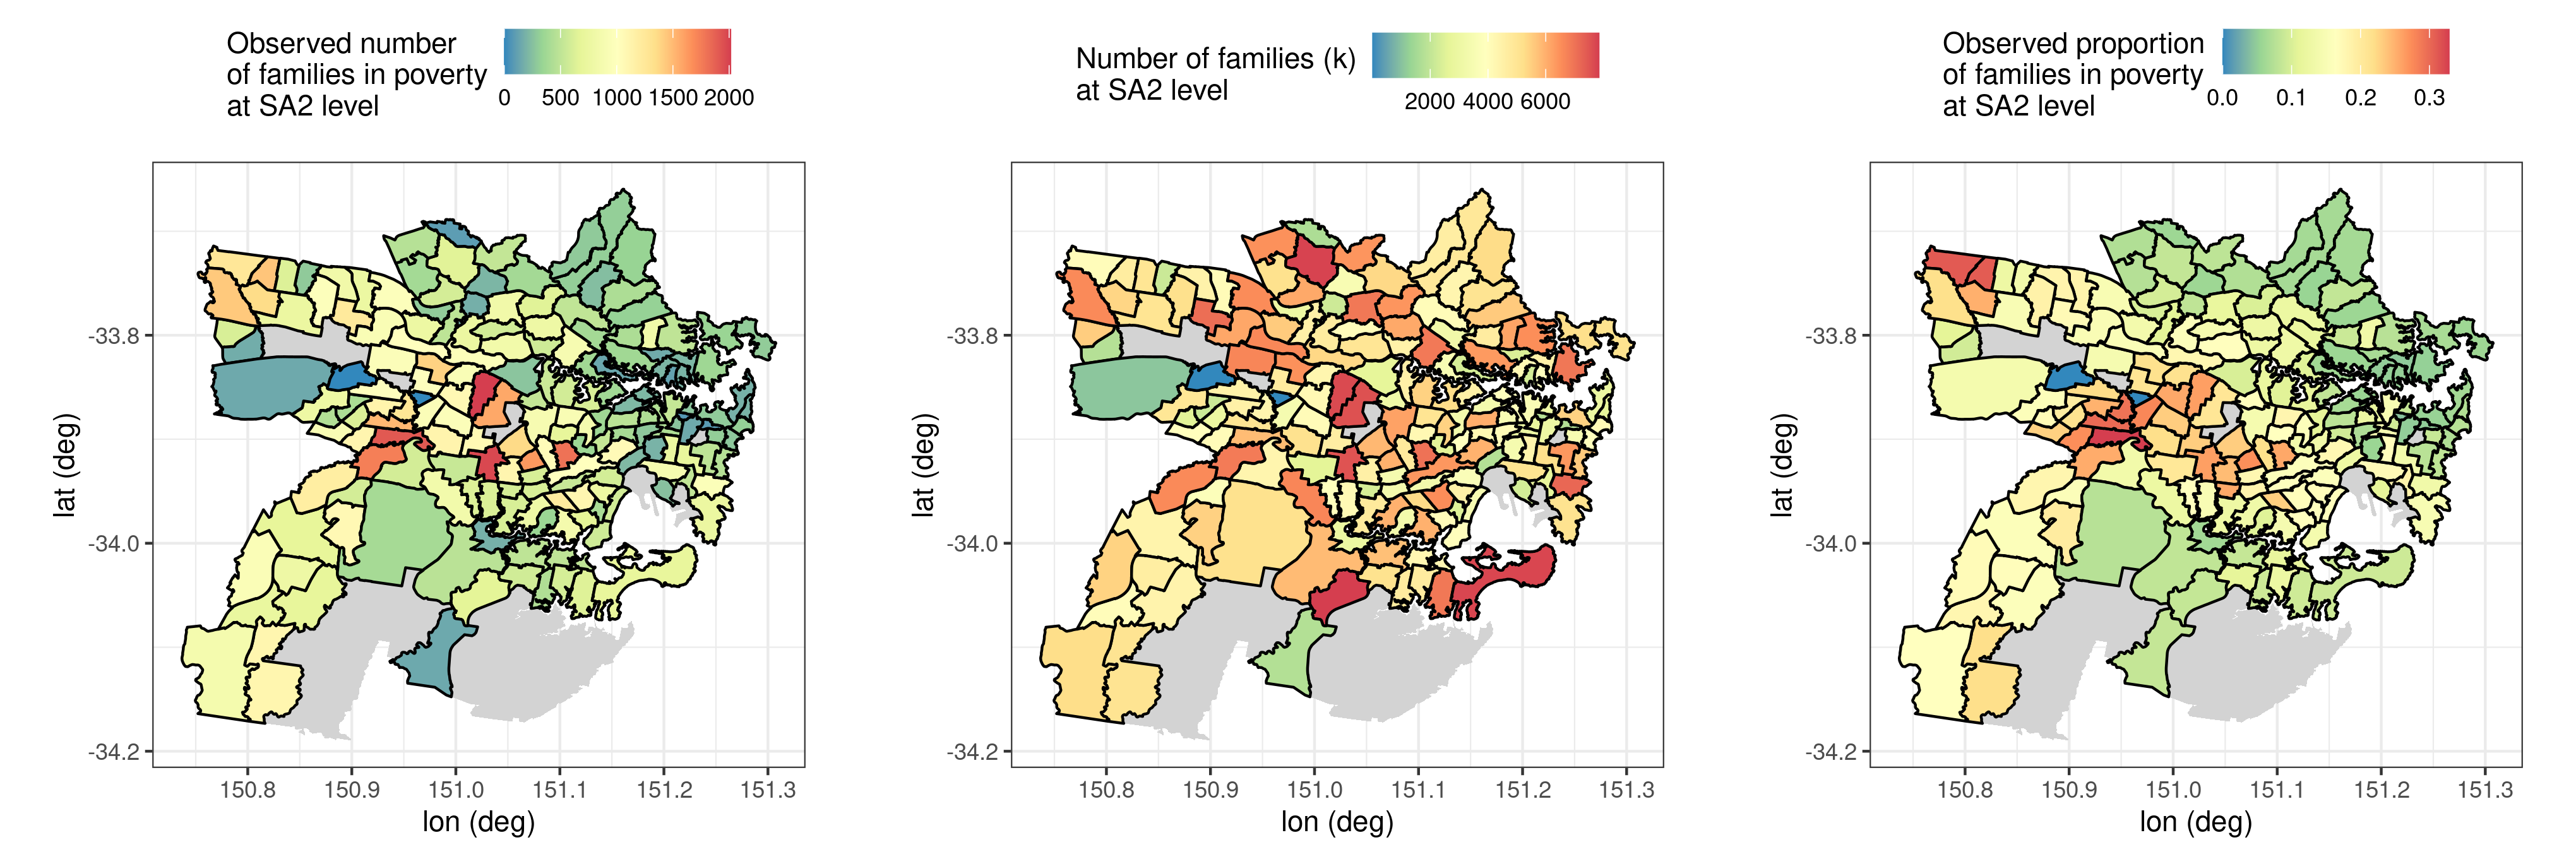 Observed number
of families in poverty
at SA2 level
0 500 1000 1500 2000
Number of families (k)
at SA2 level
2000 4000 6000
Observed proportion
of families in poverty
at SA2 level
0.0 0.1 0.2 0.3
lat (deg)
-33.8
-34.0
-34.2
150.8 150.9 151.0 151.1 151.2 151.3
lon (deg)
lat (deg)
-33.8
-34.0
-34.2
150.8 150.9 151.0 151.1 151.2 151.3
lon (deg)
lat (deg)
-33.8
-34.0
-34.2
150.8 150.9 151.0 151.1 151.2 151.3
lon (deg)